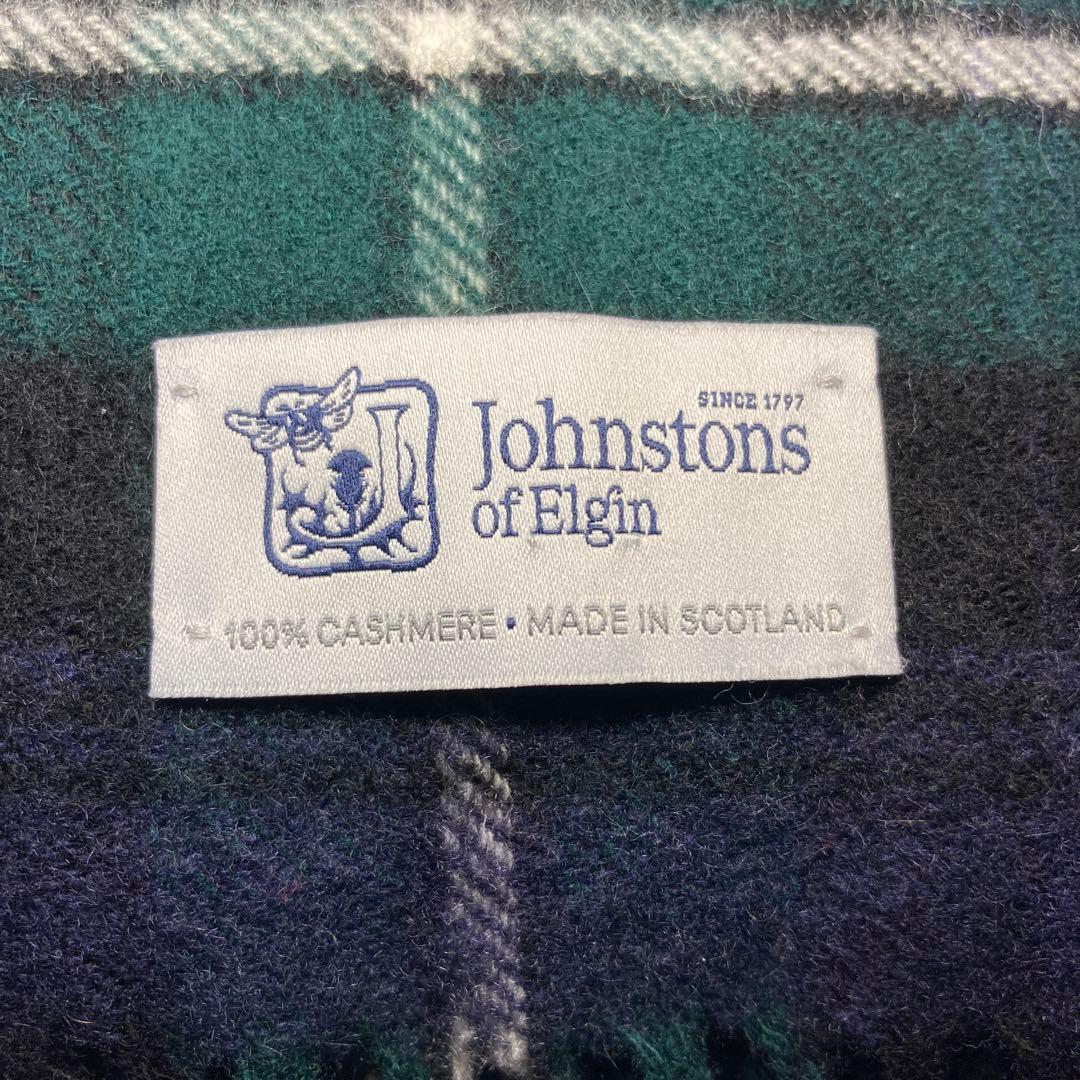 SINCE 1797
Johnstons
of Elgin
100% CASHMERE • MADE IN SCOTLAND